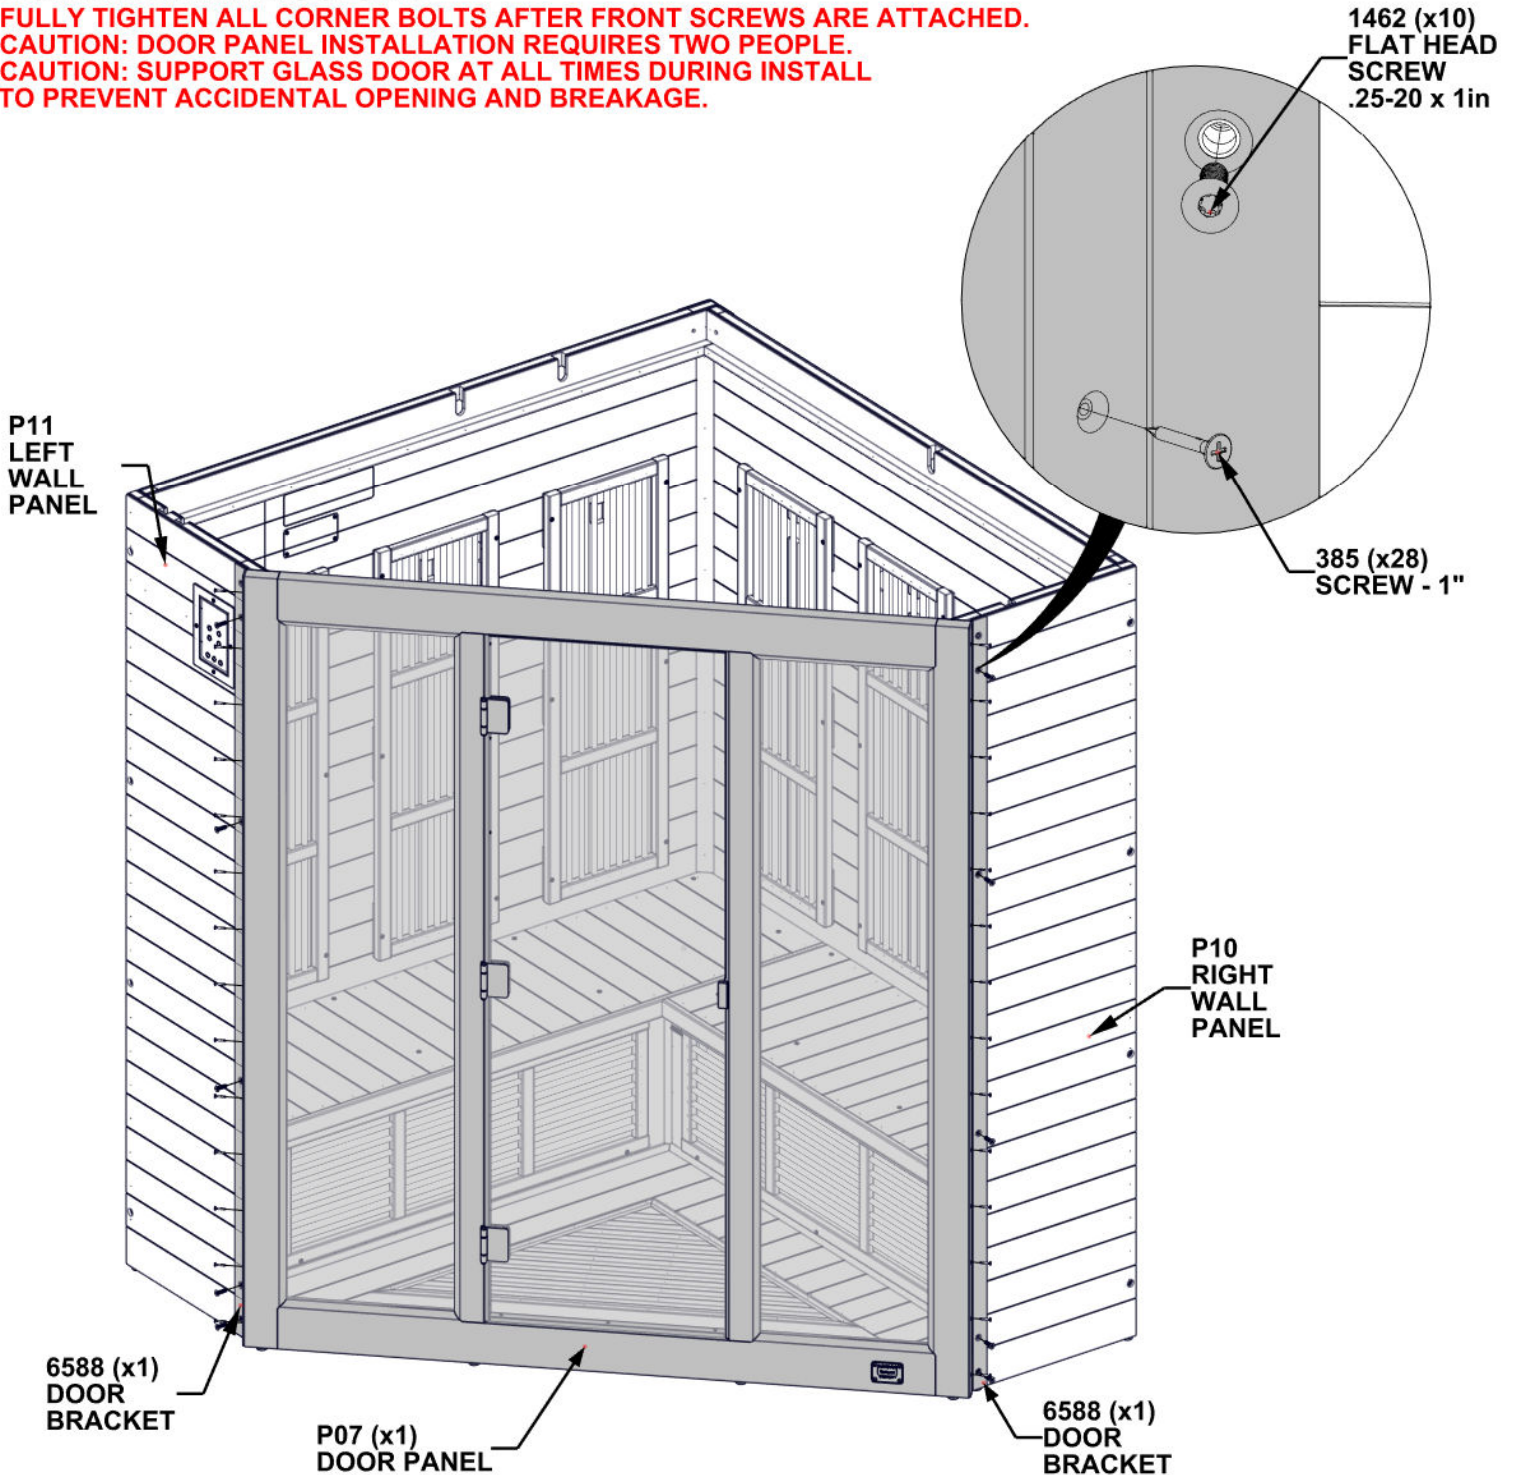 FULLY TIGHTEN ALL CORNER BOLTS AFTER FRONT SCREWS ARE ATTACHED.
CAUTION: DOOR PANEL INSTALLATION REQUIRES TWO PEOPLE.
CAUTION: SUPPORT GLASS DOOR AT ALL TIMES DURING INSTALL
TO PREVENT ACCIDENTAL OPENING AND BREAKAGE.
1462 (x10)
FLAT HEAD
SCREW
.25-20 x 1in
385 (x28)
SCREW - 1"
P11
LEFT
WALL
PANEL
P10
RIGHT
WALL
PANEL
6588 (x1)
DOOR
BRACKET
P07 (x1)
DOOR PANEL
6588 (x1)
DOOR
BRACKET